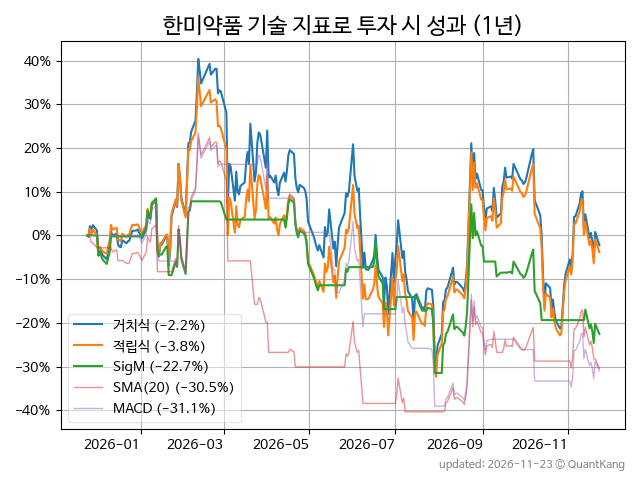 한미약품 기술 지표로 투자 시 성과 (1년)
40%
30%
20%
10%
0%
−10%
−20%
−30%
−40%
거치식 (−2.2%)
적립식 (−3.8%)
SigM (−22.7%)
SMA(20) (−30.5%)
MACD (−31.1%)
2026-01 2026-03 2026-05 2026-07 2026-09 2026-11
updated: 2026-11-23 ⓒ QuantKang